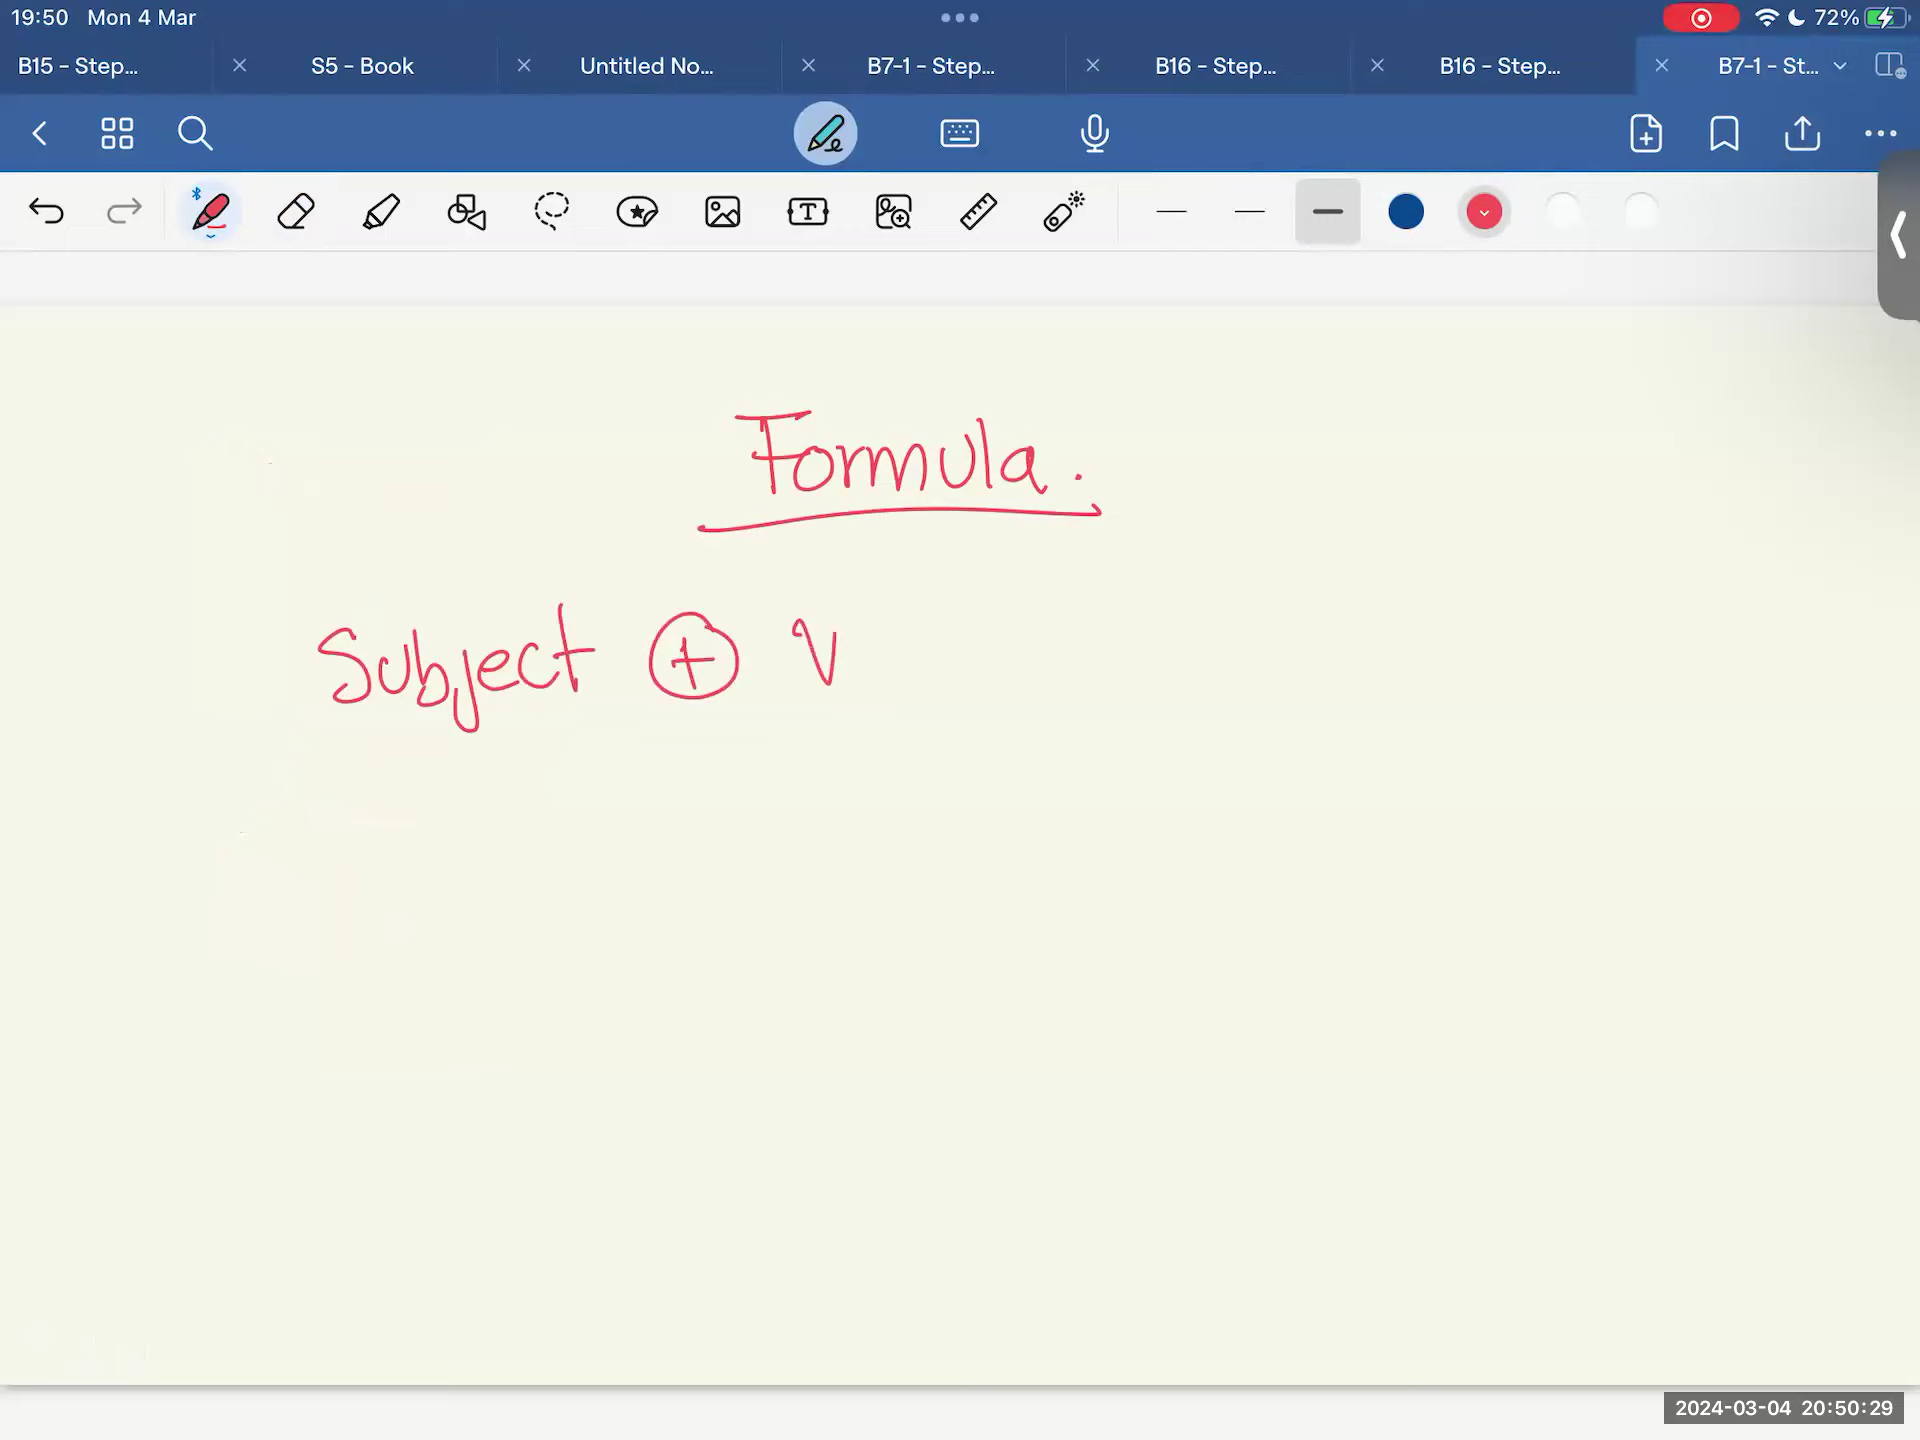 19:50 Mon 4 Mar
72%
B15 - Step... S5 - Book Untitled No... B7-1 - Step... B16 - Step... B16 - Step... B7-1 - St...
Formula.
Subject + V
2024-03-04 20:50:29